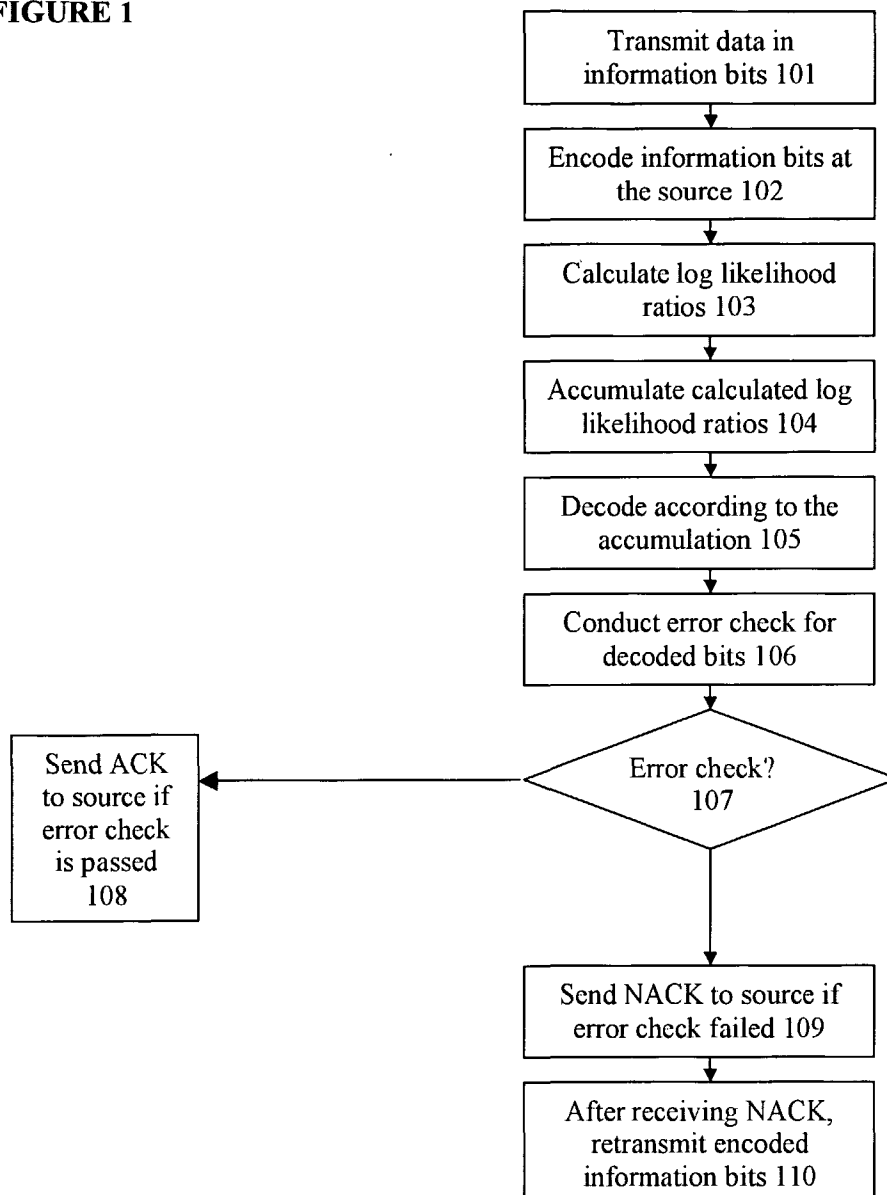 FIGURE 1
Transmit data in
information bits 101
Encode information bits at
the source 102
Calculate log likelihood
ratios 103
Accumulate calculated log
likelihood ratios 104
Decode according to the
accumulation 105
Conduct error check for
decoded bits 106
Error check?
107
Send ACK
to source if
error check
is passed
108
Send NACK to source if
error check failed 109
After receiving NACK,
retransmit encoded
information bits 110